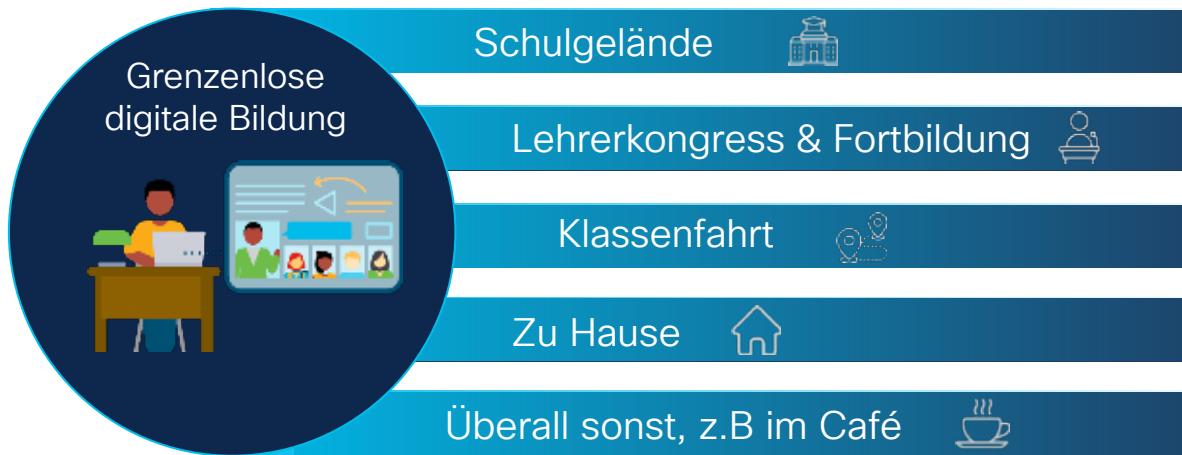 Grenzenlose
digitale Bildung
Schulgelände
Lehrerkongress & Fortbildung
Klassenfahrt
Zu Hause
Überall sonst, z.B im Café